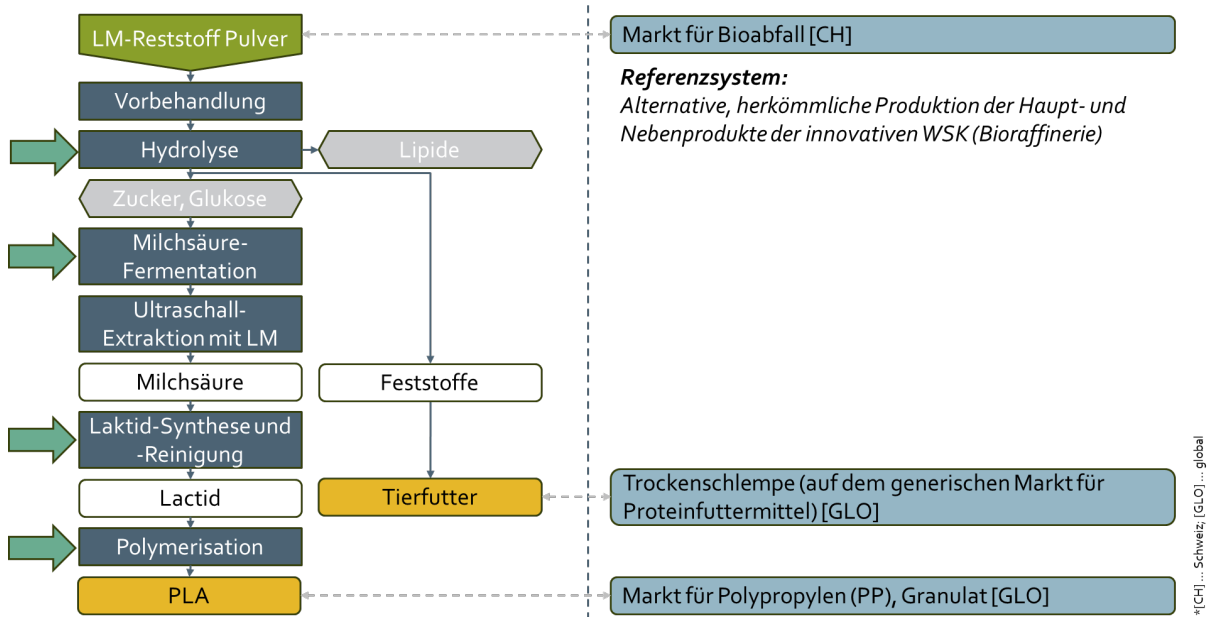 LM-Reststoff Pulver
Vorbehandlung
Hydrolyse
Lipide
Zucker, Glukose
Milchsäure-
Fermentation
Ultraschall-
Extraktion mit LM
Milchsäure
Feststoffe
Laktid-Synthese und
-Reinigung
Lactid
Tierfutter
Polymerisation
PLA
Markt für Bioabfall [CH]
Referenzsystem:
Alternative, herkömmliche Produktion der Haupt- und
Nebenprodukte der innovativen WSK (Bioraffinerie)
Trockenschlempe (auf dem generischen Markt für
Proteinfuttermittel) [GLO]
Markt für Polypropylen (PP), Granulat [GLO]
*[CH] ... Schweiz; [GLO] ... global